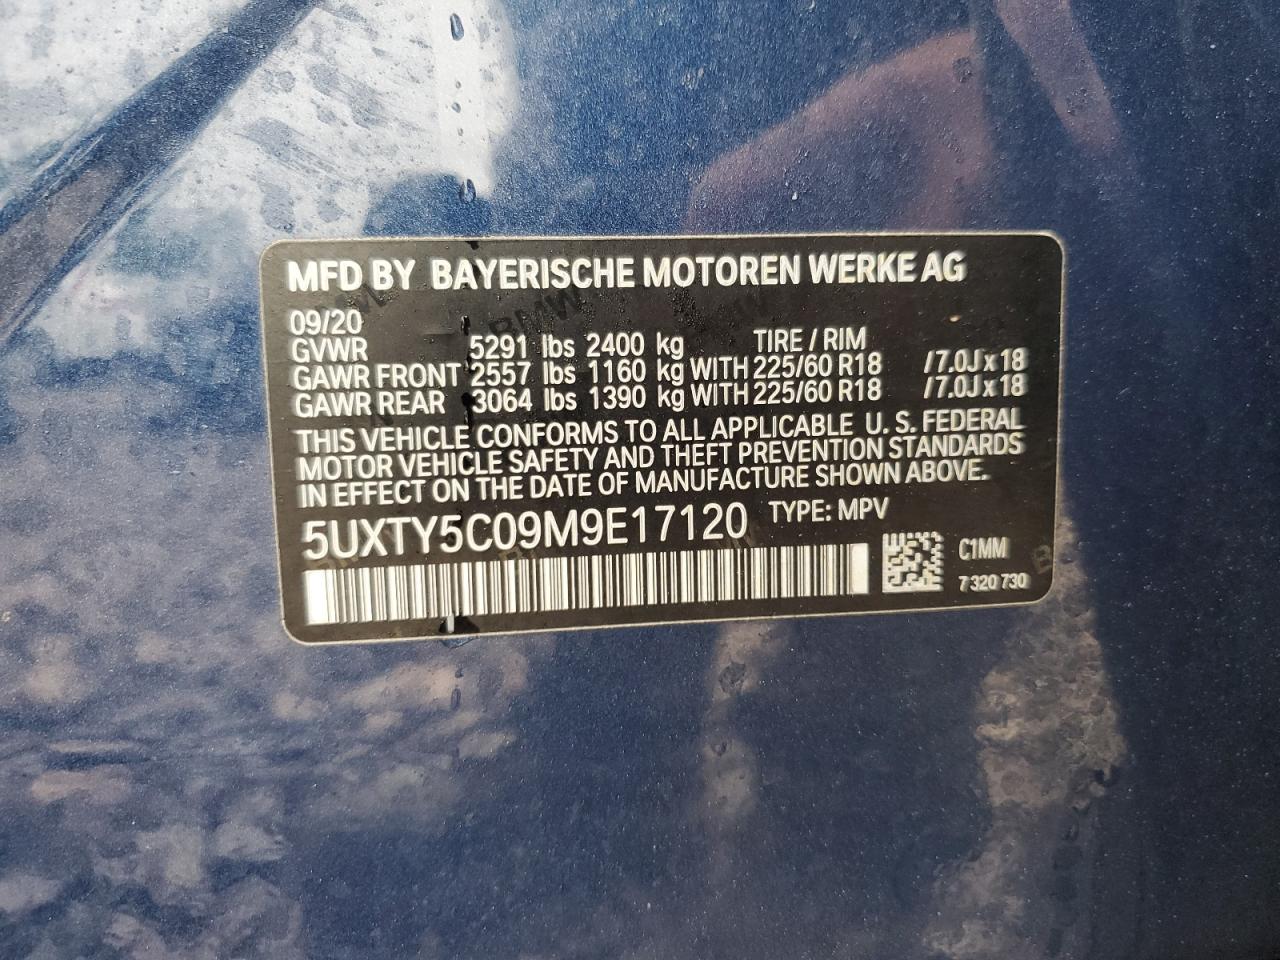 MFD BY BAYERISCHE MOTOREN WERKE AG
09/20
GVWR 5291 lbs 2400 kg TIRE / RIM
GAWR FRONT 2557 lbs 1160 kg WITH 225/60 R18 /7.0J x 18
GAWR REAR 3064 lbs 1390 kg WITH 225/60 R18 /7.0J x 18
THIS VEHICLE CONFORMS TO ALL APPLICABLE U. S. FEDERAL
MOTOR VEHICLE SAFETY AND THEFT PREVENTION STANDARDS
IN EFFECT ON THE DATE OF MANUFACTURE SHOWN ABOVE.
5UXTY5C09M9E17120 TYPE: MPV
C1MM
7 320 730